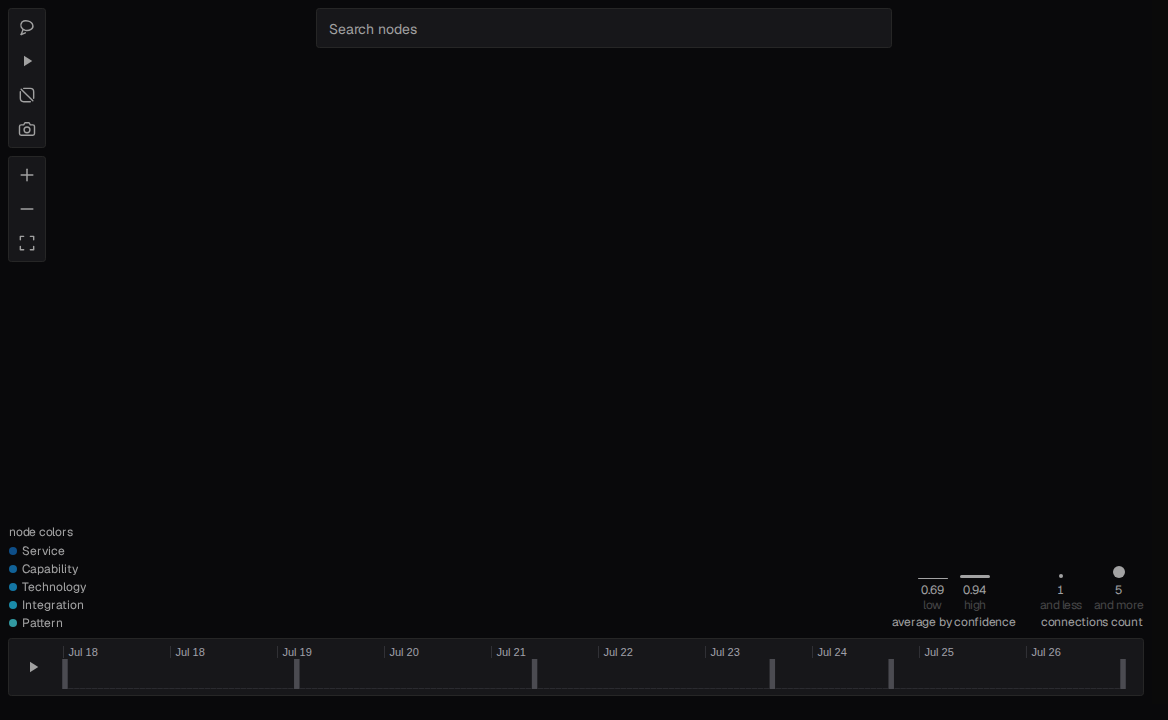 Search nodes
node colors
Service
Capability
Technology
Integration
Pattern
0.69 0.94
low high
average by confidence
1 5
and less and more
connections count
Jul 18 Jul 18 Jul 19 Jul 20 Jul 21 Jul 22 Jul 23 Jul 24 Jul 25 Jul 26